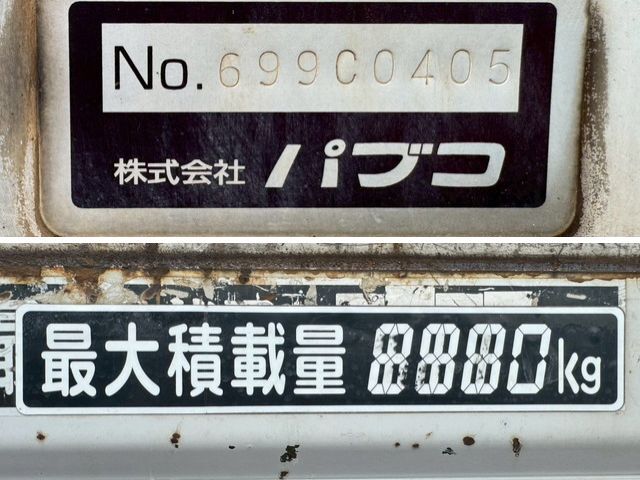 No. 699C0405
株式会社 パブコ
最大積載量 8880kg